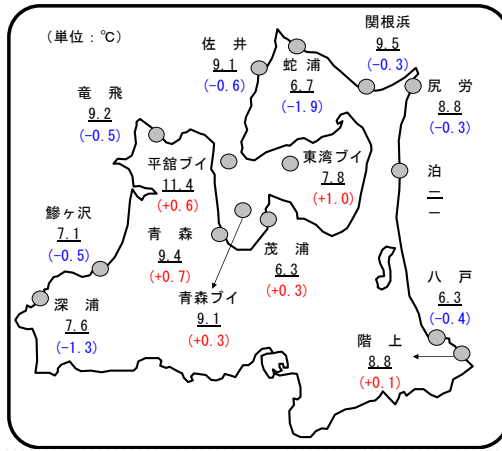 (単位：℃)
関根浜
9.5
(-0.3)
佐井
9.1
(-0.6)
蛇浦
6.7
(-1.9)
尻労
8.8
(-0.3)
竜飛
9.2
(-0.5)
平舘ブイ
11.4
(+0.6)
東湾ブイ
7.8
(+1.0)
泊
二
一
鰺ヶ沢
7.1
(-0.5)
青森
9.4
(+0.7)
茂浦
6.3
(+0.3)
青森ブイ
9.1
(+0.3)
八戸
6.3
(-0.4)
深浦
7.6
(-1.3)
階上
8.8
(+0.1)